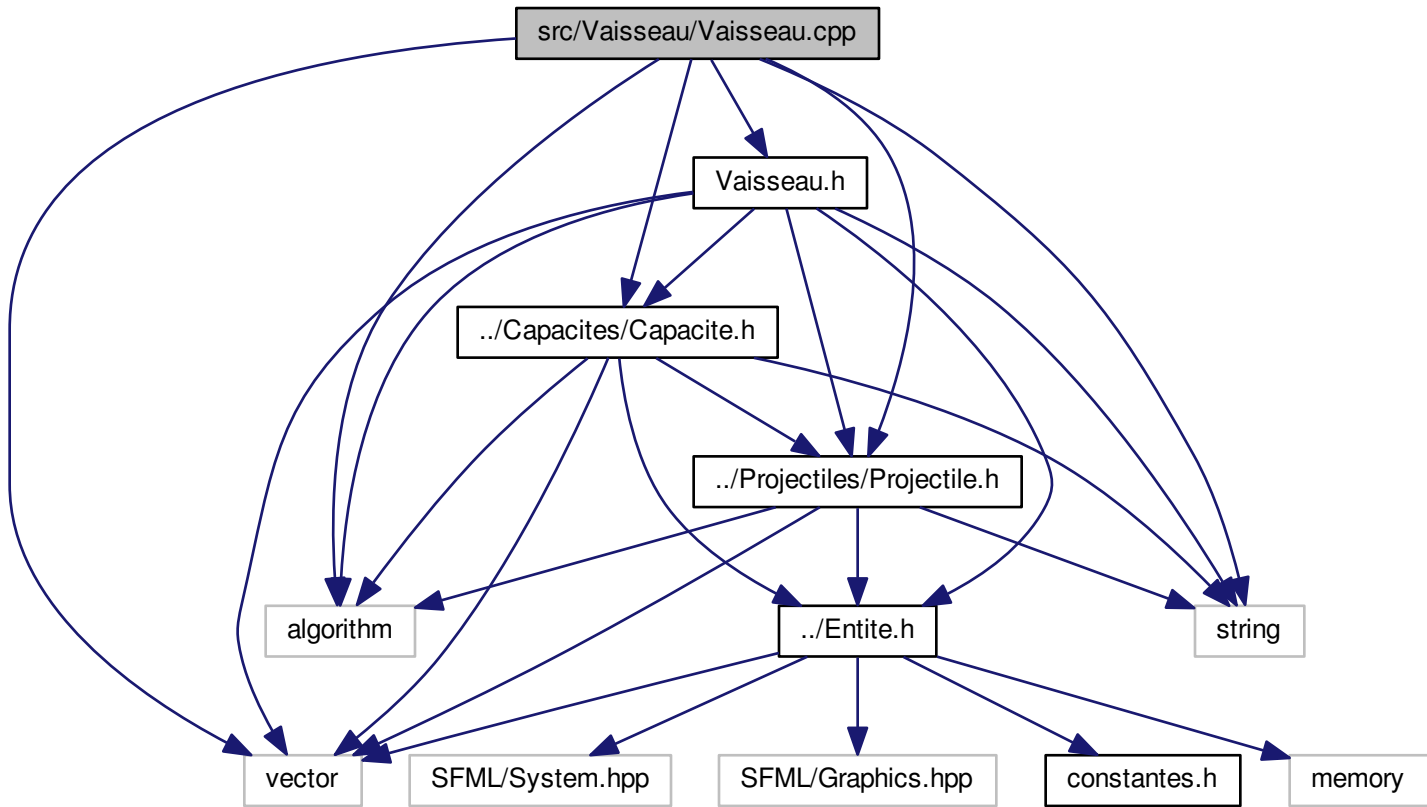 src/Vaisseau/Vaisseau.cpp
Vaisseau.h
../Capacites/Capacite.h
../Projectiles/Projectile.h
algorithm
../Entite.h
string
vector
SFML/System.hpp
SFML/Graphics.hpp
constantes.h
memory